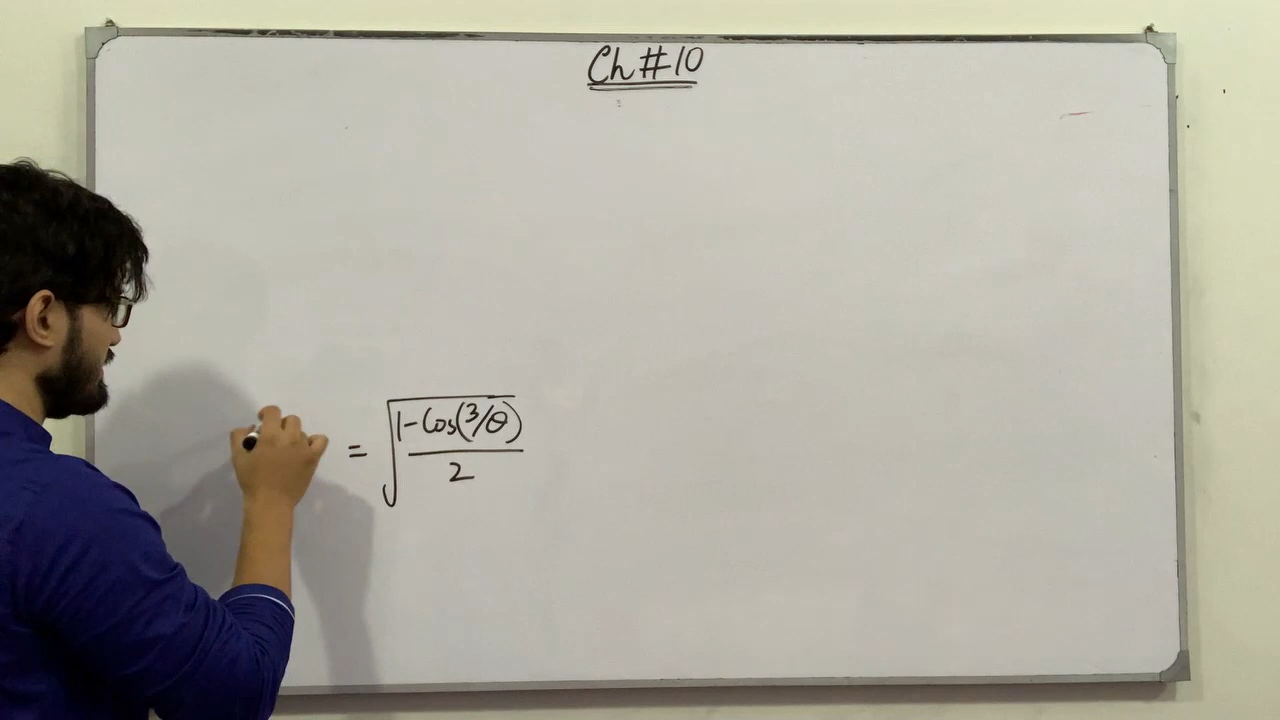 Ch # 10
= √((1-Cos(3/θ))/2)